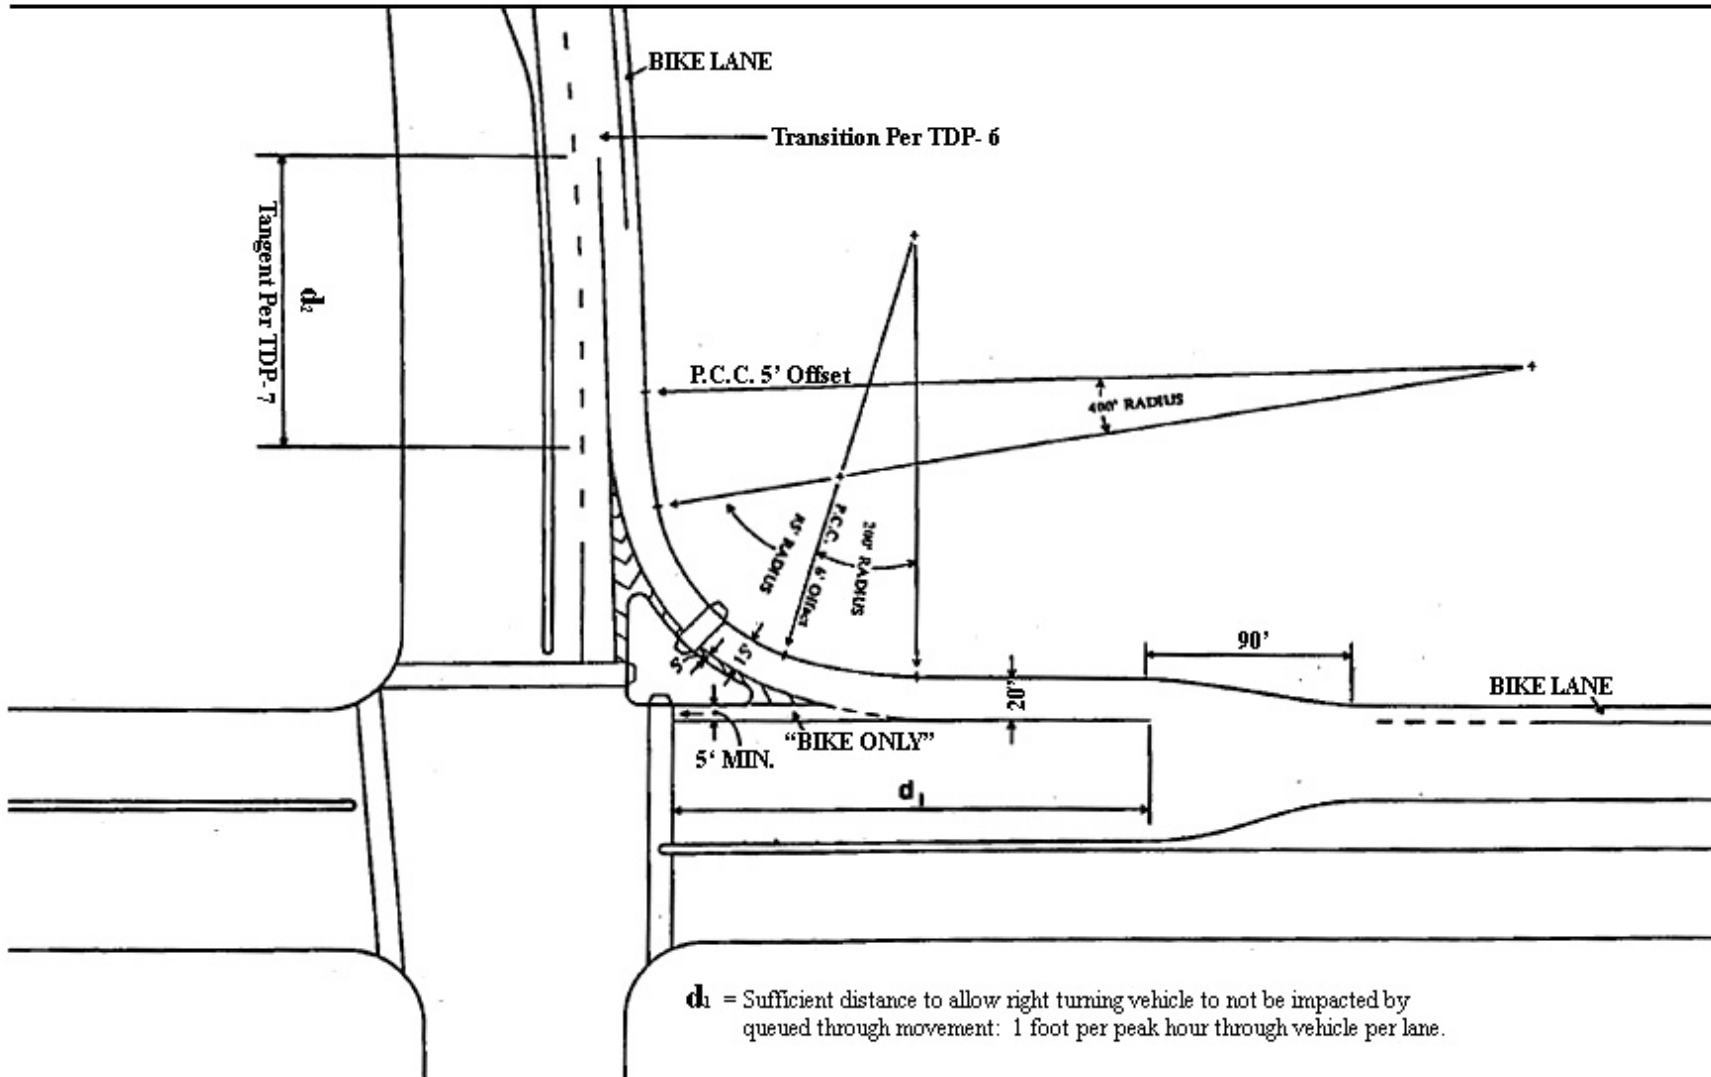 BIKE LANE
Transition Per TDP- 6
Tangent Per TDP- 7
d2
P.C.C. 5' Offset
400' RADIUS
85' RADIUS
P.C.C. 6' Offset
200' RADIUS
5'
15'
20"
90'
BIKE LANE
"BIKE ONLY"
5' MIN.
d1
d1 = Sufficient distance to allow right turning vehicle to not be impacted by
queued through movement: 1 foot per peak hour through vehicle per lane.